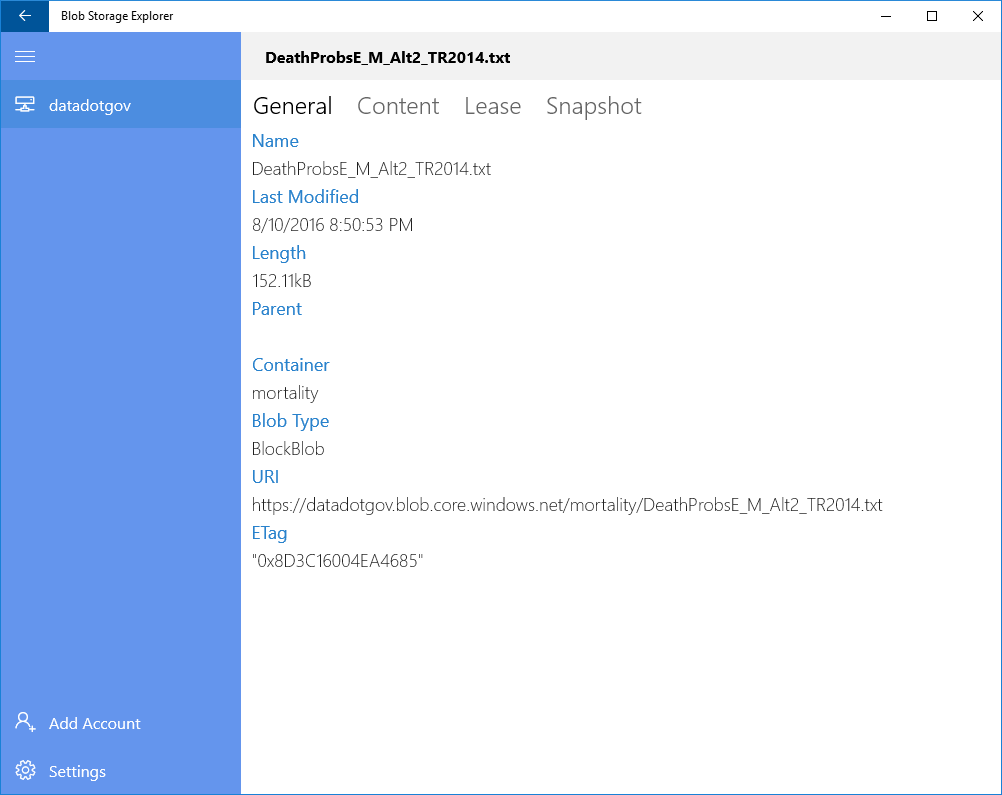 Blob Storage Explorer
datadotgov
Add Account
Settings
DeathProbsE_M_Alt2_TR2014.txt
General Content Lease Snapshot
Name
DeathProbsE_M_Alt2_TR2014.txt
Last Modified
8/10/2016 8:50:53 PM
Length
152.11kB
Parent
Container
mortality
Blob Type
BlockBlob
URI
https://datadotgov.blob.core.windows.net/mortality/DeathProbsE_M_Alt2_TR2014.txt
ETag
"0x8D3C16004EA4685"